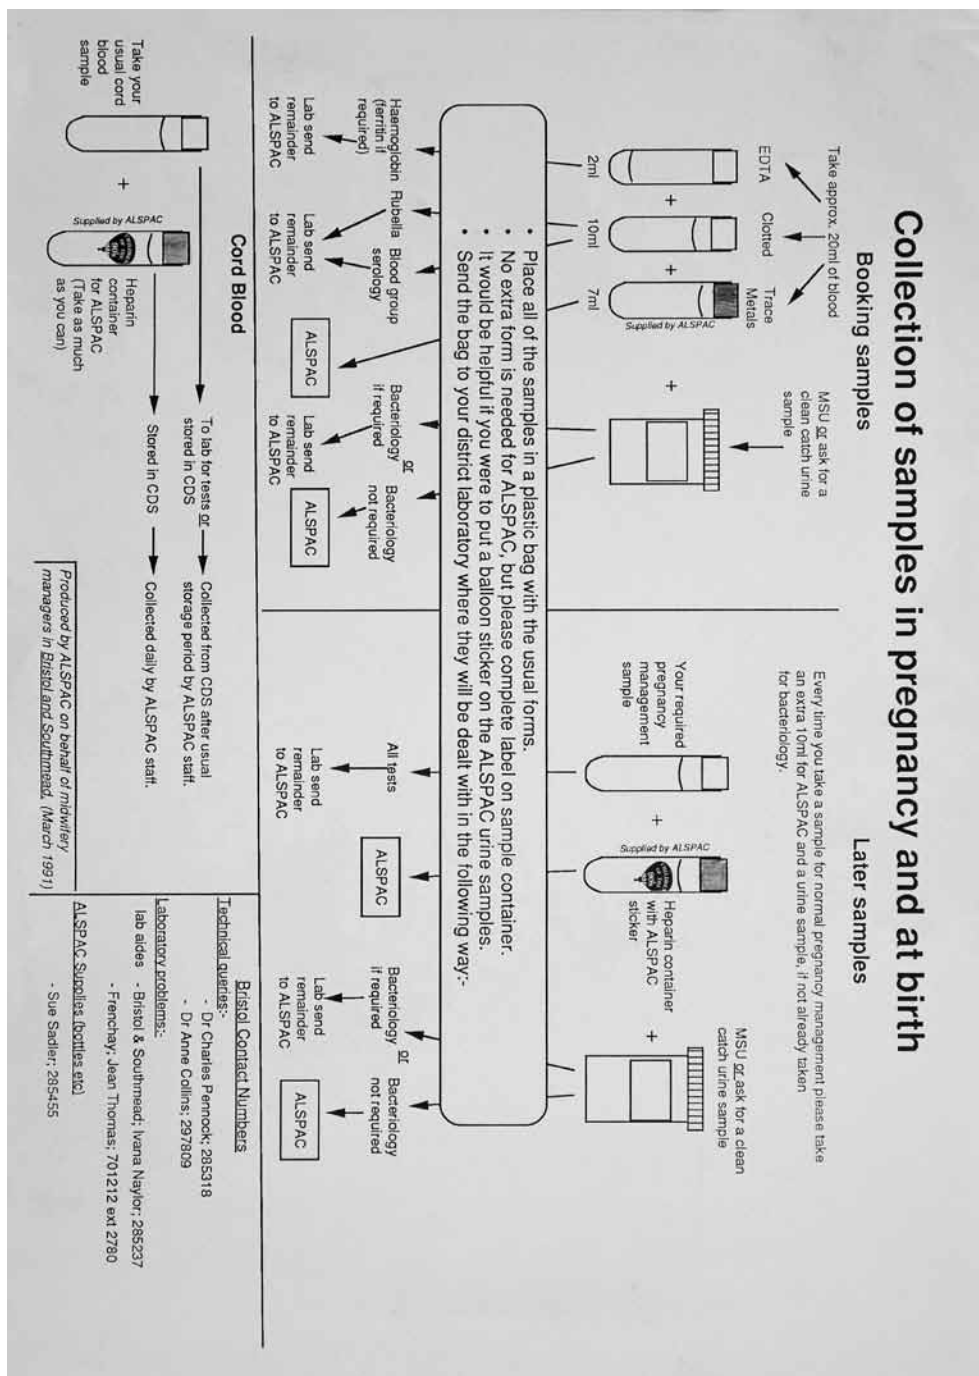 Collection of samples in pregnancy and at birth
Booking samples
Take approx. 20ml of blood
EDTA
Clotted
Trace
Metals
Supplied by ALSPAC
MSU or ask for a
clean catch urine
sample
+
+
+
2ml
10ml
7ml
Later samples
Every time you take a sample for normal pregnancy management please take
an extra 10ml for ALSPAC and a urine sample, if not already taken
for bacteriology.
Your required
pregnancy
management
sample
+
Supplied by ALSPAC
Heparin container
with ALSPAC
sticker
+
MSU or ask for a clean
catch urine sample
• Place all of the samples in a plastic bag with the usual forms.
• No extra form is needed for ALSPAC, but please complete label on sample container.
• It would be helpful if you were to put a balloon sticker on the ALSPAC urine samples.
• Send the bag to your district laboratory where they will be dealt with in the following way:-
Haemoglobin
(ferritin if
required)
Lab send
remainder
to ALSPAC
Rubella
Blood group
serology
Lab send
remainder
to ALSPAC
ALSPAC
Bacteriology or
if required
Lab send
remainder
to ALSPAC
Bacteriology
not required
ALSPAC
All tests
Lab send
remainder
to ALSPAC
ALSPAC
Bacteriology or
if required
Lab send
remainder
to ALSPAC
Bacteriology
not required
ALSPAC
Cord Blood
Take your
usual cord
blood
sample
+
Supplied by ALSPAC
Heparin
container
for ALSPAC
(Take as much
as you can)
To lab for tests or
stored in CDS
Collected from CDS after usual
storage period by ALSPAC staff.
Stored in CDS
Collected daily by ALSPAC staff.
Produced by ALSPAC on behalf of midwifery
managers in Bristol and Southmead. (March 1991)
Bristol Contact Numbers
Technical queries:-
- Dr Charles Pennock; 285318
- Dr Anne Collins; 297809
Laboratory problems:-
lab aides - Bristol & Southmead; Ivana Naylor; 285237
- Frenchay; Jean Thomas; 701212 ext 2780
ALSPAC Supplies (bottles etc)
- Sue Sadler; 285455